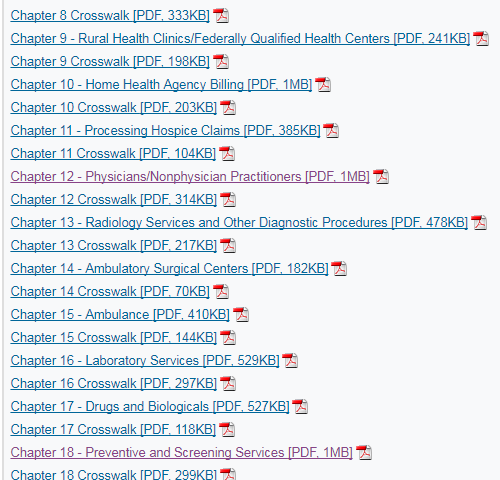 Chapter 8 Crosswalk [PDF, 333KB]
Chapter 9 - Rural Health Clinics/Federally Qualified Health Centers [PDF, 241KB]
Chapter 9 Crosswalk [PDF, 198KB]
Chapter 10 - Home Health Agency Billing [PDF, 1MB]
Chapter 10 Crosswalk [PDF, 203KB]
Chapter 11 - Processing Hospice Claims [PDF, 385KB]
Chapter 11 Crosswalk [PDF, 104KB]
Chapter 12 - Physicians/Nonphysician Practitioners [PDF, 1MB]
Chapter 12 Crosswalk [PDF, 314KB]
Chapter 13 - Radiology Services and Other Diagnostic Procedures [PDF, 478KB]
Chapter 13 Crosswalk [PDF, 217KB]
Chapter 14 - Ambulatory Surgical Centers [PDF, 182KB]
Chapter 14 Crosswalk [PDF, 70KB]
Chapter 15 - Ambulance [PDF, 410KB]
Chapter 15 Crosswalk [PDF, 144KB]
Chapter 16 - Laboratory Services [PDF, 529KB]
Chapter 16 Crosswalk [PDF, 297KB]
Chapter 17 - Drugs and Biologicals [PDF, 527KB]
Chapter 17 Crosswalk [PDF, 118KB]
Chapter 18 - Preventive and Screening Services [PDF, 1MB]
Chapter 18 Crosswalk [PDF, 299KB]